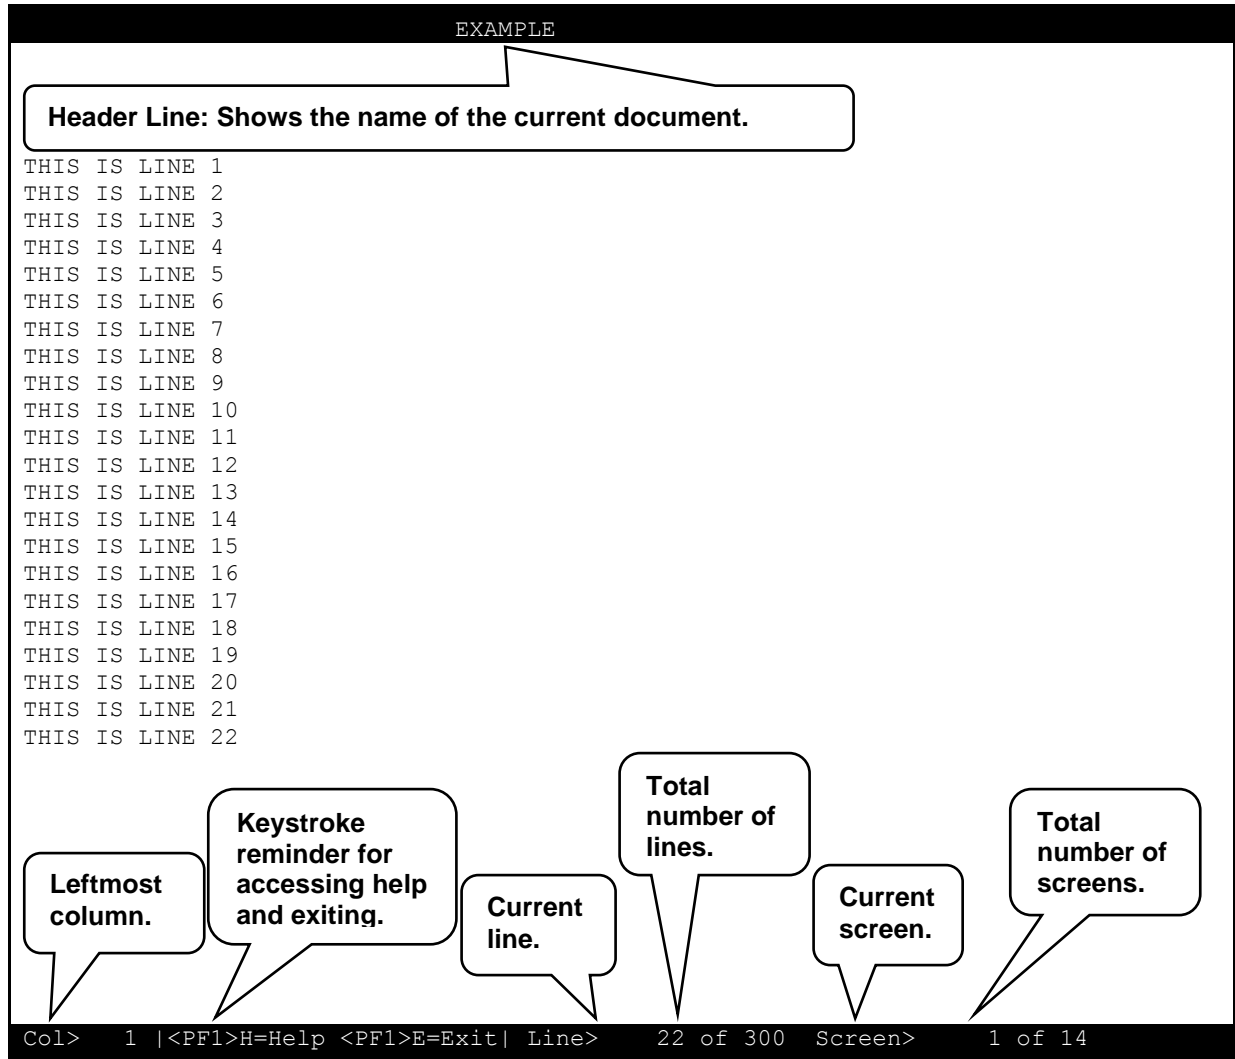 EXAMPLE
Header Line: Shows the name of the current document.
THIS IS LINE 1
THIS IS LINE 2
THIS IS LINE 3
THIS IS LINE 4
THIS IS LINE 5
THIS IS LINE 6
THIS IS LINE 7
THIS IS LINE 8
THIS IS LINE 9
THIS IS LINE 10
THIS IS LINE 11
THIS IS LINE 12
THIS IS LINE 13
THIS IS LINE 14
THIS IS LINE 15
THIS IS LINE 16
THIS IS LINE 17
THIS IS LINE 18
THIS IS LINE 19
THIS IS LINE 20
THIS IS LINE 21
THIS IS LINE 22
Leftmost
column.
Keystroke
reminder for
accessing help
and exiting.
Current
line.
Total
number of
lines.
Current
screen.
Total
number of
screens.
Col> 1 |<PF1>H=Help <PF1>E=Exit| Line> 22 of 300 Screen> 1 of 14